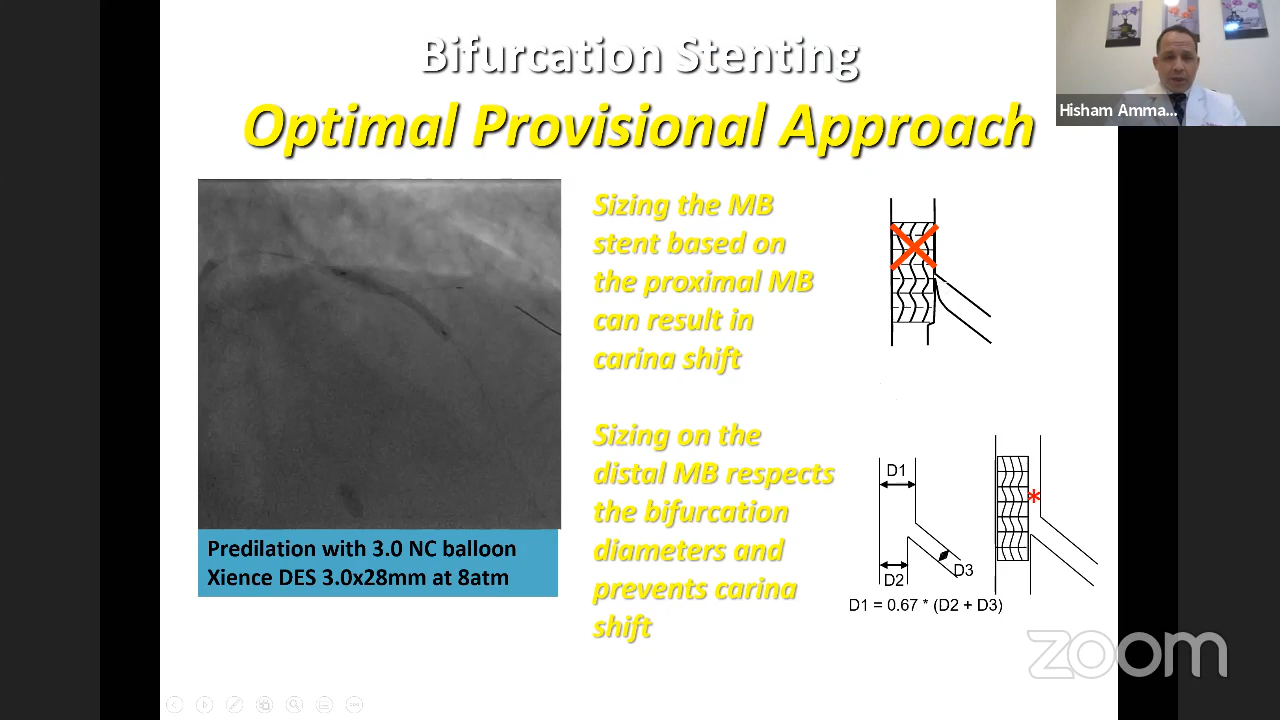 Bifurcation Stenting
Optimal Provisional Approach
Hisham Amma...
Sizing the MB
stent based on
the proximal MB
can result in
carina shift
Sizing on the
distal MB respects
the bifurcation
diameters and
prevents carina
shift
Predilation with 3.0 NC balloon
Xience DES 3.0x28mm at 8atm
D1
D2
D3
*
D1 = 0.67 * (D2 + D3)
zoom